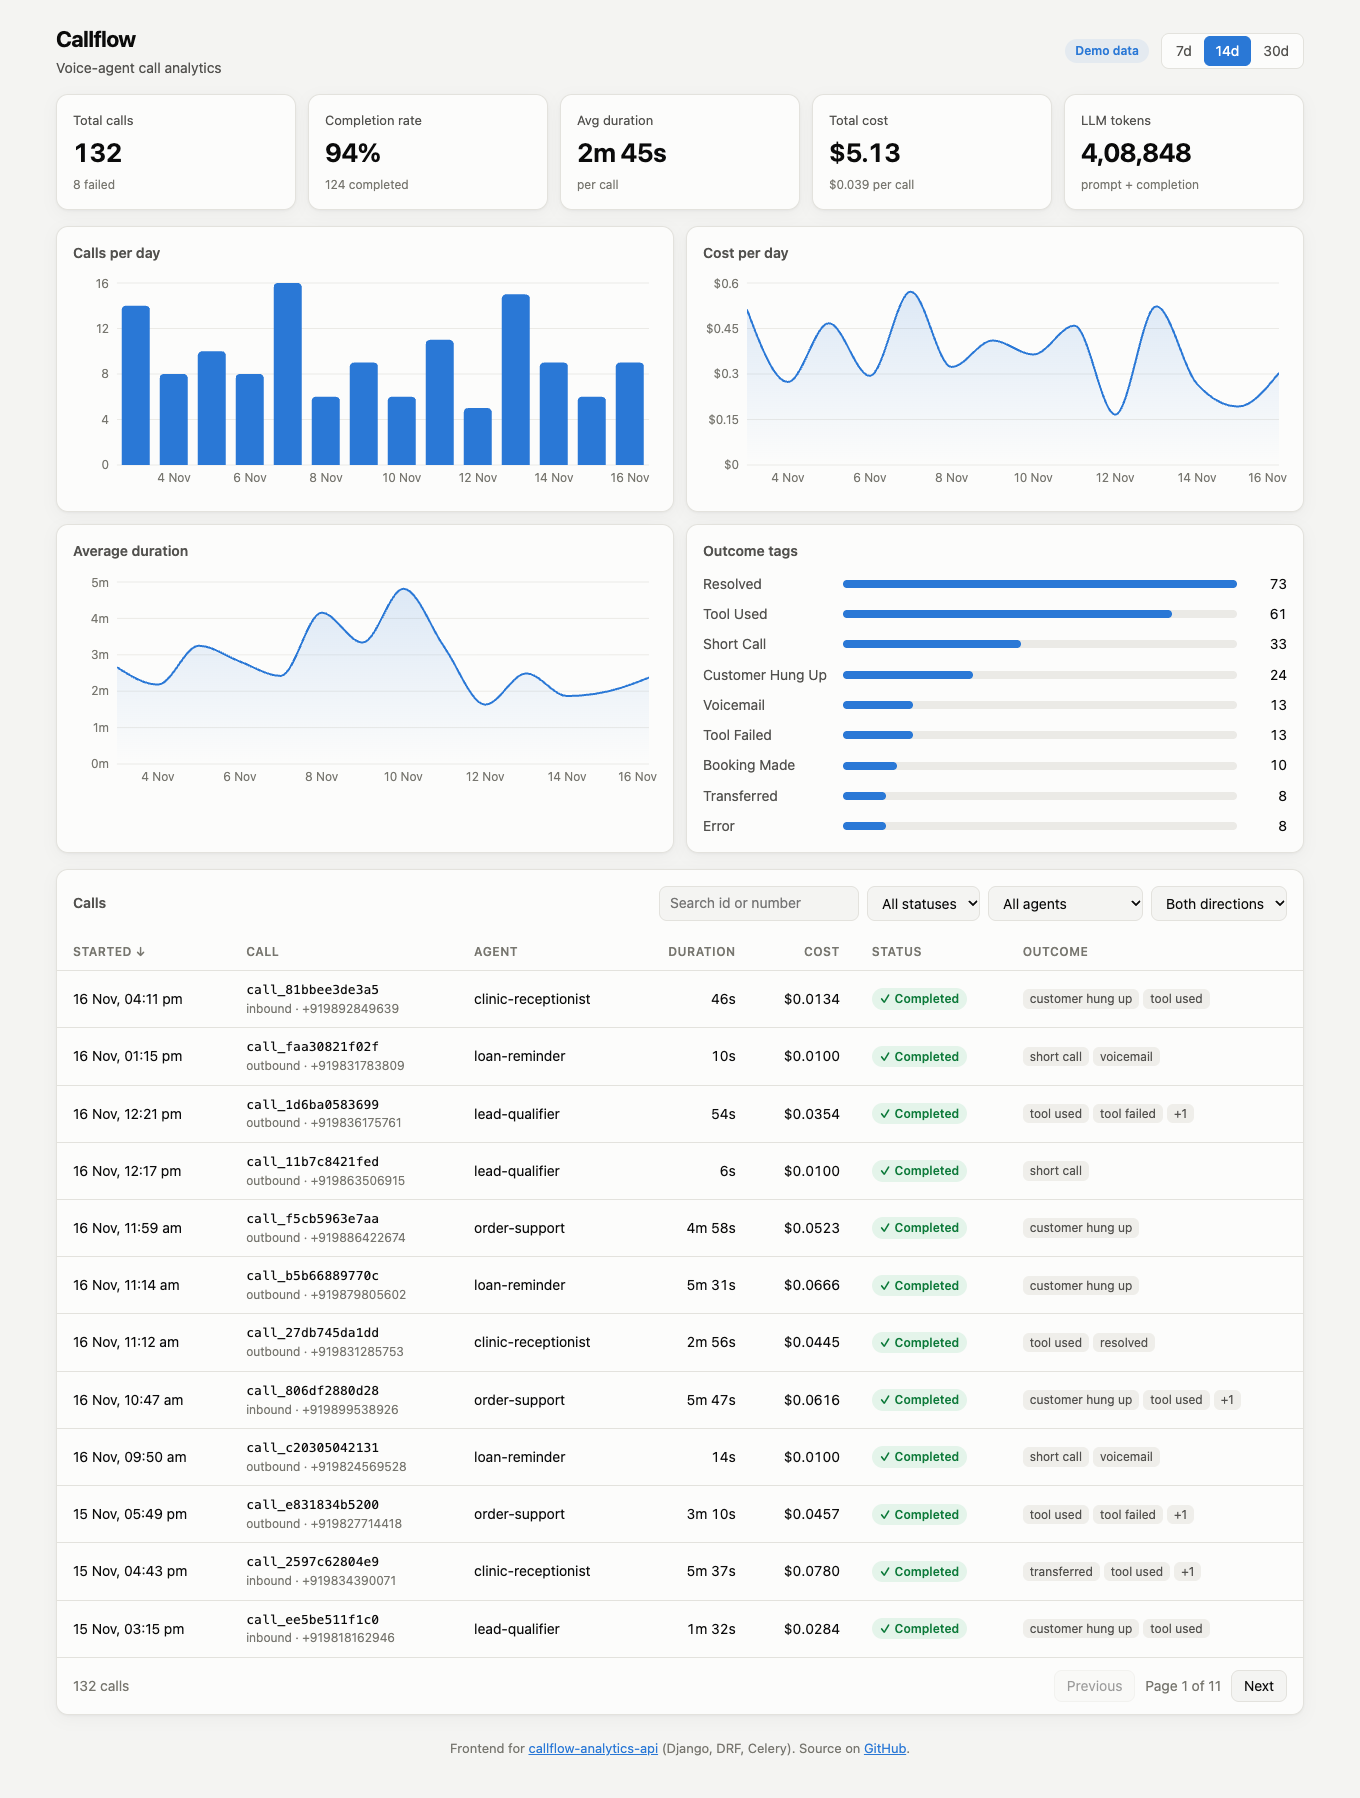 Callflow
Voice-agent call analytics
Demo data 7d 14d 30d
Total calls
132
8 failed
Completion rate
94%
124 completed
Avg duration
2m 45s
per call
Total cost
$5.13
$0.039 per call
LLM tokens
4,08,848
prompt + completion
Calls per day
16
12
8
4
0
4 Nov 6 Nov 8 Nov 10 Nov 12 Nov 14 Nov 16 Nov
Cost per day
$0.6
$0.45
$0.3
$0.15
$0
4 Nov 6 Nov 8 Nov 10 Nov 12 Nov 14 Nov 16 Nov
Average duration
5m
4m
3m
2m
1m
0m
4 Nov 6 Nov 8 Nov 10 Nov 12 Nov 14 Nov 16 Nov
Outcome tags
Resolved 73
Tool Used 61
Short Call 33
Customer Hung Up 24
Voicemail 13
Tool Failed 13
Booking Made 10
Transferred 8
Error 8
Calls Search id or number All statuses All agents Both directions
STARTED ↓ CALL AGENT DURATION COST STATUS OUTCOME
16 Nov, 04:11 pm call_81bbee3de3a5 clinic-receptionist 46s $0.0134 ✓ Completed customer hung up tool used
inbound · +919892849639
16 Nov, 01:15 pm call_faa30821f02f loan-reminder 10s $0.0100 ✓ Completed short call voicemail
outbound · +919831783809
16 Nov, 12:21 pm call_1d6ba0583699 lead-qualifier 54s $0.0354 ✓ Completed tool used tool failed +1
outbound · +919836175761
16 Nov, 12:17 pm call_11b7c8421fed lead-qualifier 6s $0.0100 ✓ Completed short call
outbound · +919863506915
16 Nov, 11:59 am call_f5cb5963e7aa order-support 4m 58s $0.0523 ✓ Completed customer hung up
outbound · +919886422674
16 Nov, 11:14 am call_b5b66889770c loan-reminder 5m 31s $0.0666 ✓ Completed customer hung up
outbound · +919879805602
16 Nov, 11:12 am call_27db745da1dd clinic-receptionist 2m 56s $0.0445 ✓ Completed tool used resolved
outbound · +919831285753
16 Nov, 10:47 am call_806df2880d28 order-support 5m 47s $0.0616 ✓ Completed customer hung up tool used +1
inbound · +919899538926
16 Nov, 09:50 am call_c20305042131 loan-reminder 14s $0.0100 ✓ Completed short call voicemail
outbound · +919824569528
15 Nov, 05:49 pm call_e831834b5200 order-support 3m 10s $0.0457 ✓ Completed tool used tool failed +1
outbound · +919827714418
15 Nov, 04:43 pm call_2597c62804e9 clinic-receptionist 5m 37s $0.0780 ✓ Completed transferred tool used +1
inbound · +919834390071
15 Nov, 03:15 pm call_ee5be511f1c0 lead-qualifier 1m 32s $0.0284 ✓ Completed customer hung up tool used
inbound · +919818162946
132 calls Previous Page 1 of 11 Next
Frontend for callflow-analytics-api (Django, DRF, Celery). Source on GitHub.